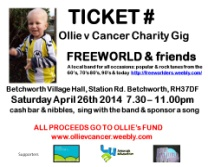 TICKET #
Ollie v Cancer Charity Gig
FREEWORLD & friends
A local band for all occasions: popular & rock tunes from the
60's, 70's 80's, 90's & today http://freeworlders.weebly.com/
Betchworth Village Hall, Station Rd. Betchworth, RH37DF
Saturday April 26th 2014 7.30 – 11.00pm
cash bar & nibbles, sing with the band & sponsor a song
ALL PROCEEDS GO TO OLLIE's FUND
www.ollievcancer.weebly.com
Supporters